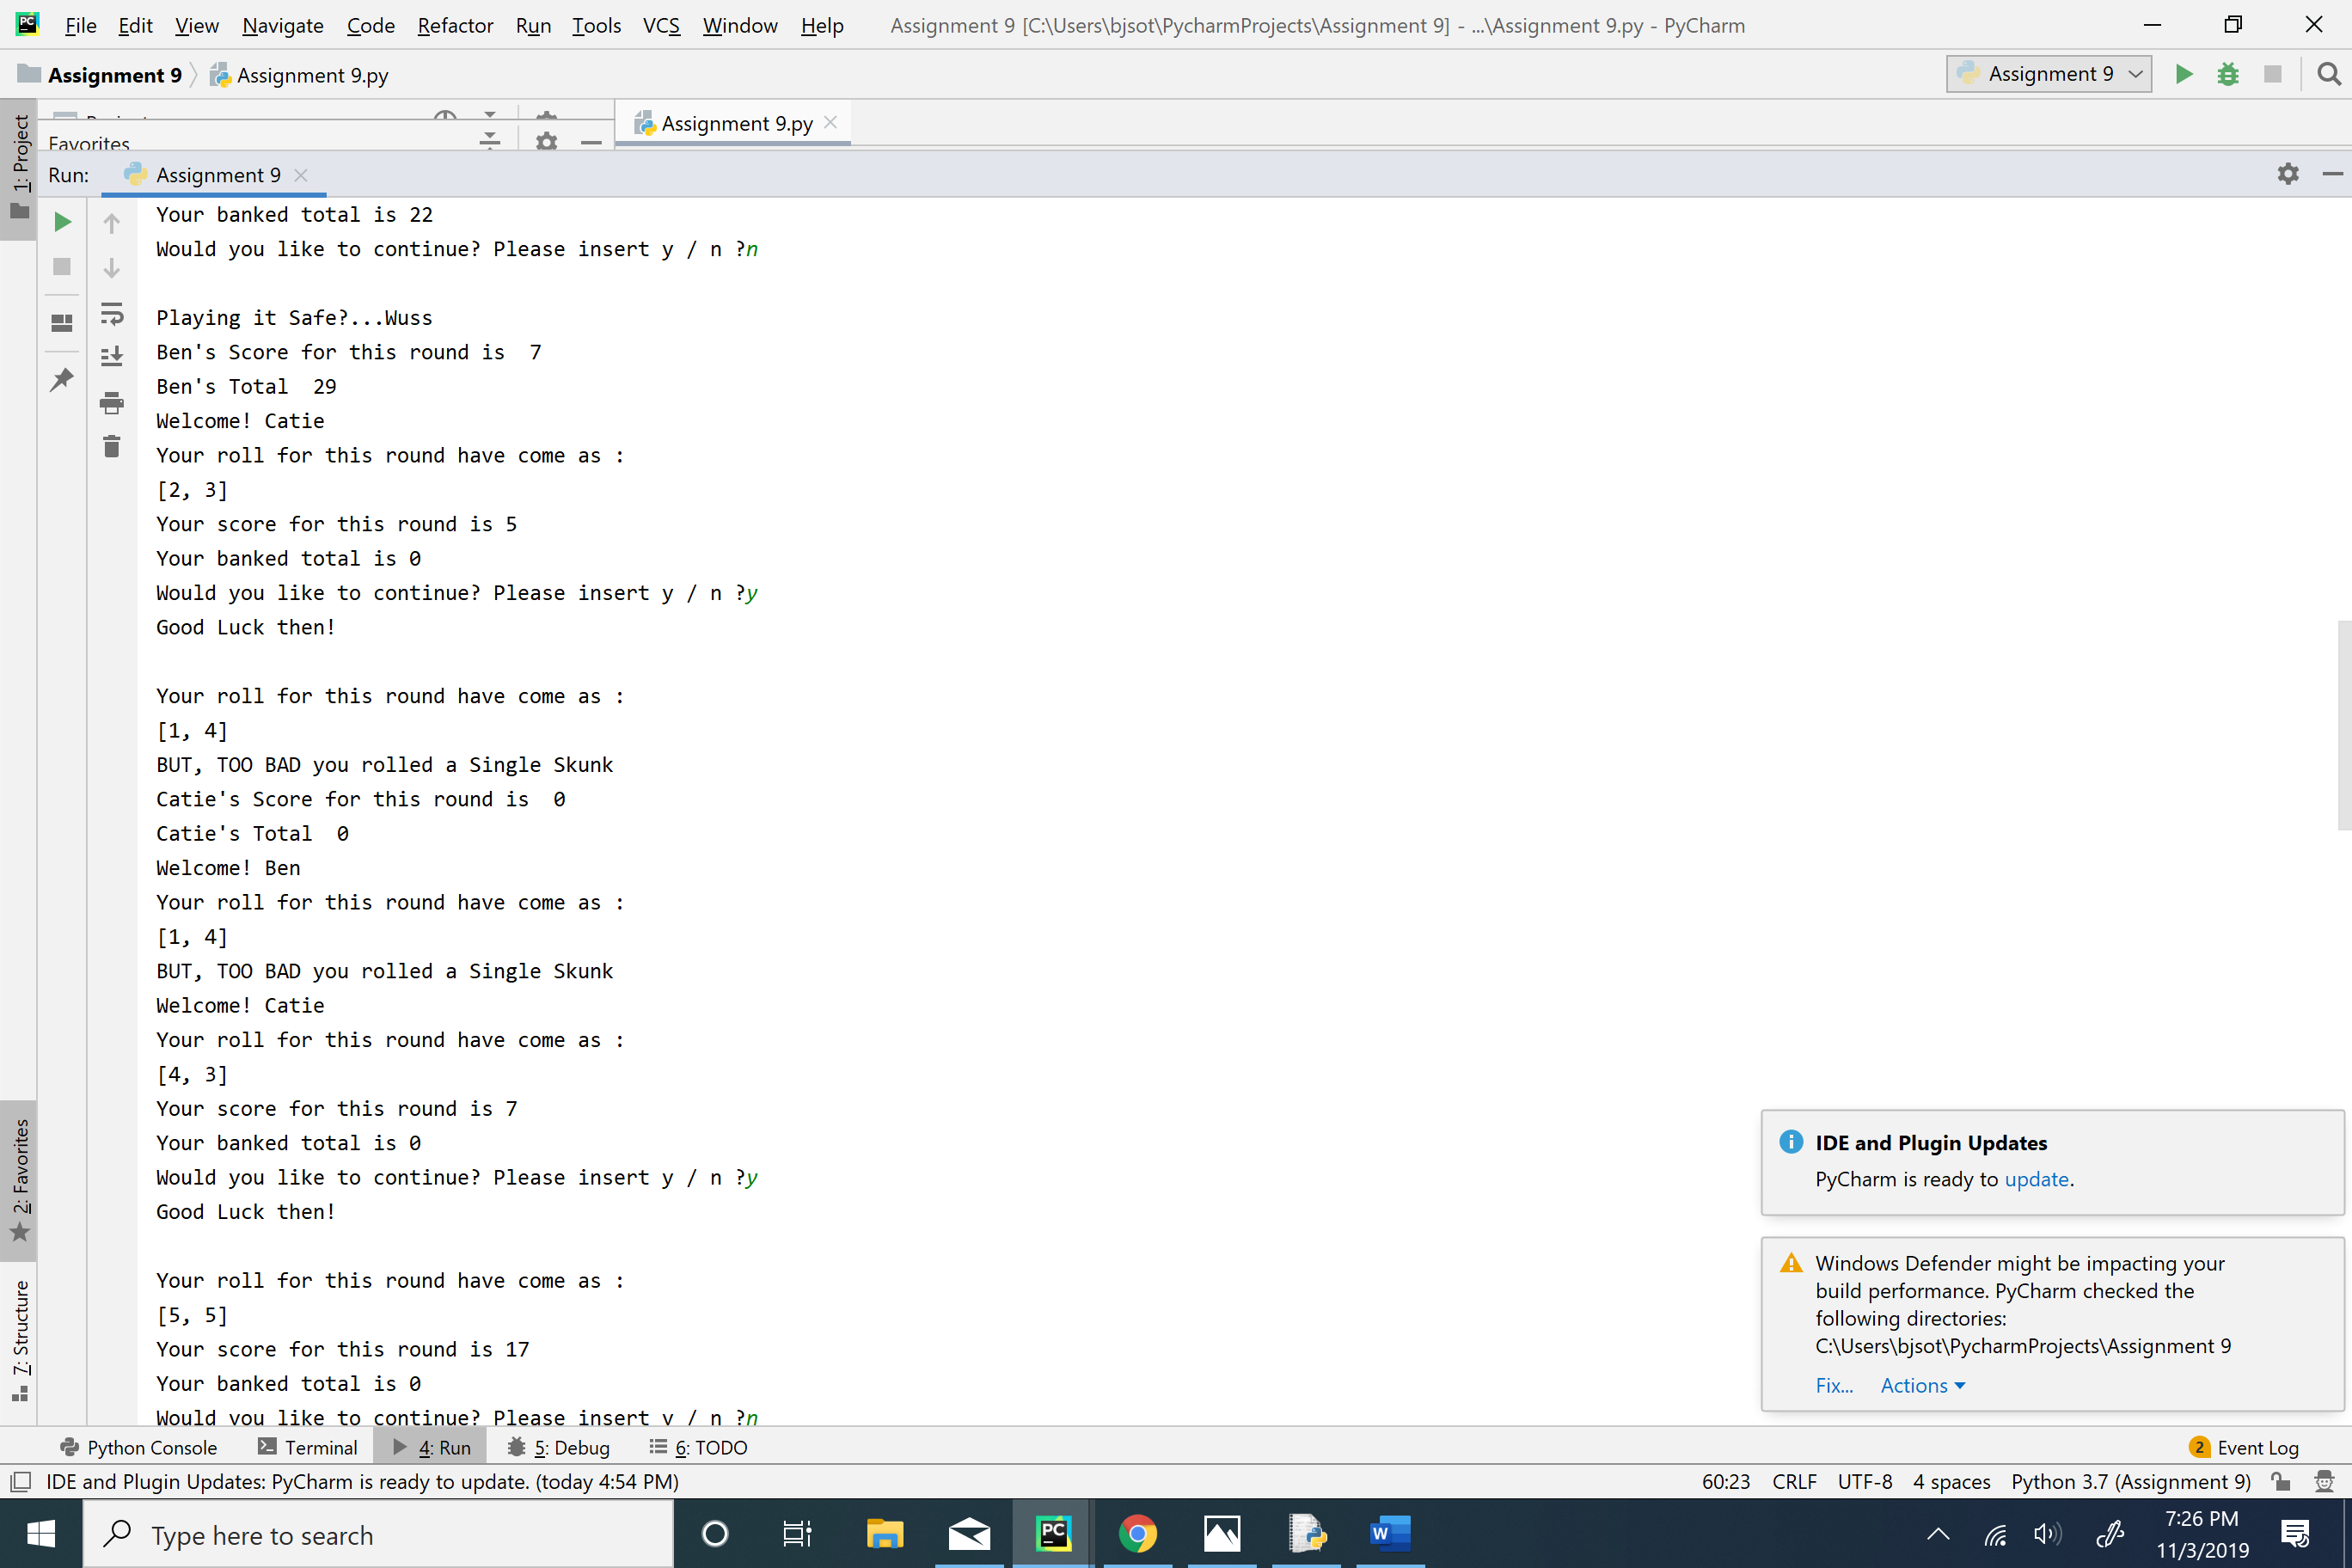 PC File Edit View Navigate Code Refactor Run Tools VCS Window Help Assignment 9 [C:\Users\bjsot\PycharmProjects\Assignment 9] - ...\Assignment 9.py - PyCharm
Assignment 9 Assignment 9.py Assignment 9
1: Project
Assignment 9.py
Favorites
Run: Assignment 9
Your banked total is 22
Would you like to continue? Please insert y / n ?n
Playing it Safe?...Wuss
Ben's Score for this round is  7
Ben's Total  29
Welcome! Catie
Your roll for this round have come as :
[2, 3]
Your score for this round is 5
Your banked total is 0
Would you like to continue? Please insert y / n ?y
Good Luck then!
Your roll for this round have come as :
[1, 4]
BUT, TOO BAD you rolled a Single Skunk
Catie's Score for this round is  0
Catie's Total  0
Welcome! Ben
Your roll for this round have come as :
[1, 4]
BUT, TOO BAD you rolled a Single Skunk
Welcome! Catie
Your roll for this round have come as :
[4, 3]
Your score for this round is 7
Your banked total is 0
Would you like to continue? Please insert y / n ?y
Good Luck then!
Your roll for this round have come as :
[5, 5]
Your score for this round is 17
Your banked total is 0
Would you like to continue? Please insert y / n ?n
2: Favorites
7: Structure
IDE and Plugin Updates
PyCharm is ready to update.
Windows Defender might be impacting your
build performance. PyCharm checked the
following directories:
C:\Users\bjsot\PycharmProjects\Assignment 9
Fix... Actions
Python Console Terminal 4: Run 5: Debug 6: TODO 2 Event Log
IDE and Plugin Updates: PyCharm is ready to update. (today 4:54 PM) 60:23 CRLF UTF-8 4 spaces Python 3.7 (Assignment 9)
Type here to search PC W 7:26 PM
11/3/2019